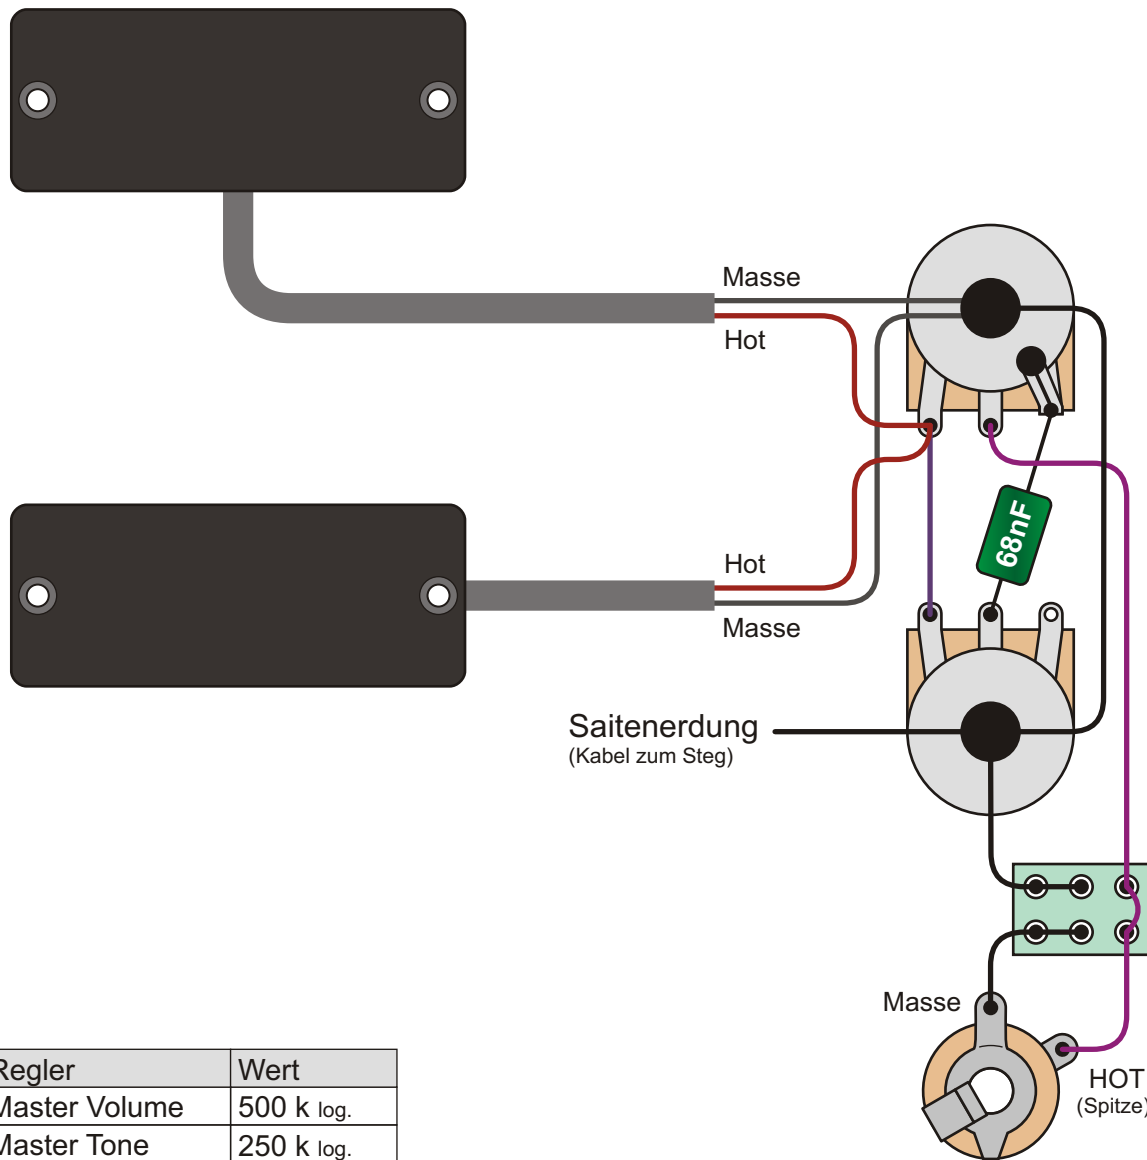 Masse
Hot
68nF
Hot
Masse
Saitenerdung
(Kabel zum Steg)
Masse
HOT
(Spitze)
Regler Wert
Master Volume 500 k log.
Master Tone 250 k log.